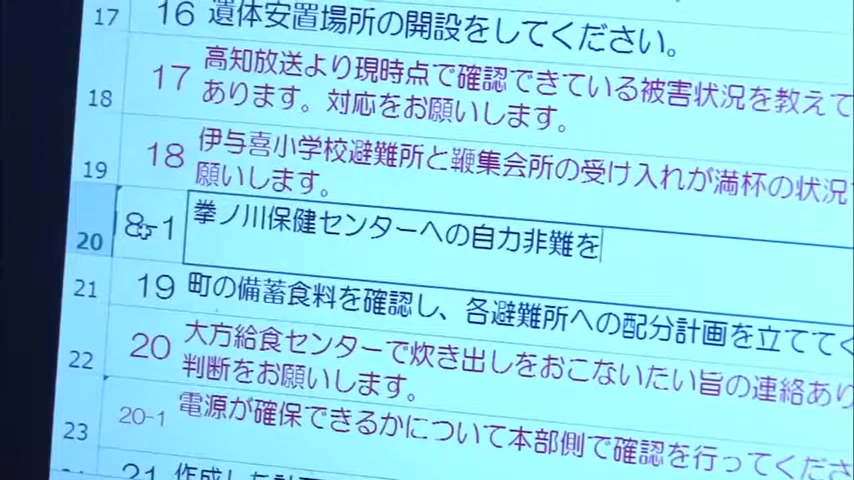 17 16 遺体安置場所の開設をしてください。
18 17 高知放送より現時点で確認できている被害状況を教えて
あります。対応をお願いします。
19 18 伊与喜小学校避難所と鞭集会所の受け入れが満杯の状況
願いします。
20 8-1 拳ノ川保健センターへの自力非難を
21 19 町の備蓄食料を確認し、各避難所への配分計画を立ててく
22 20 大方給食センターで炊き出しをおこないたい旨の連絡あり
判断をお願いします。
23 20-1 電源が確保できるかについて本部側で確認を行ってくださ
21